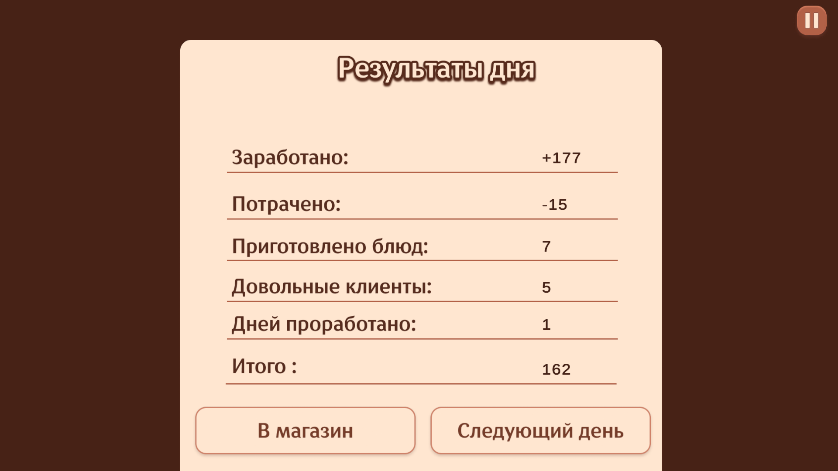 Результаты дня
Заработано: +177
Потрачено: -15
Приготовлено блюд: 7
Довольные клиенты: 5
Дней проработано: 1
Итого : 162
В магазин Следующий день